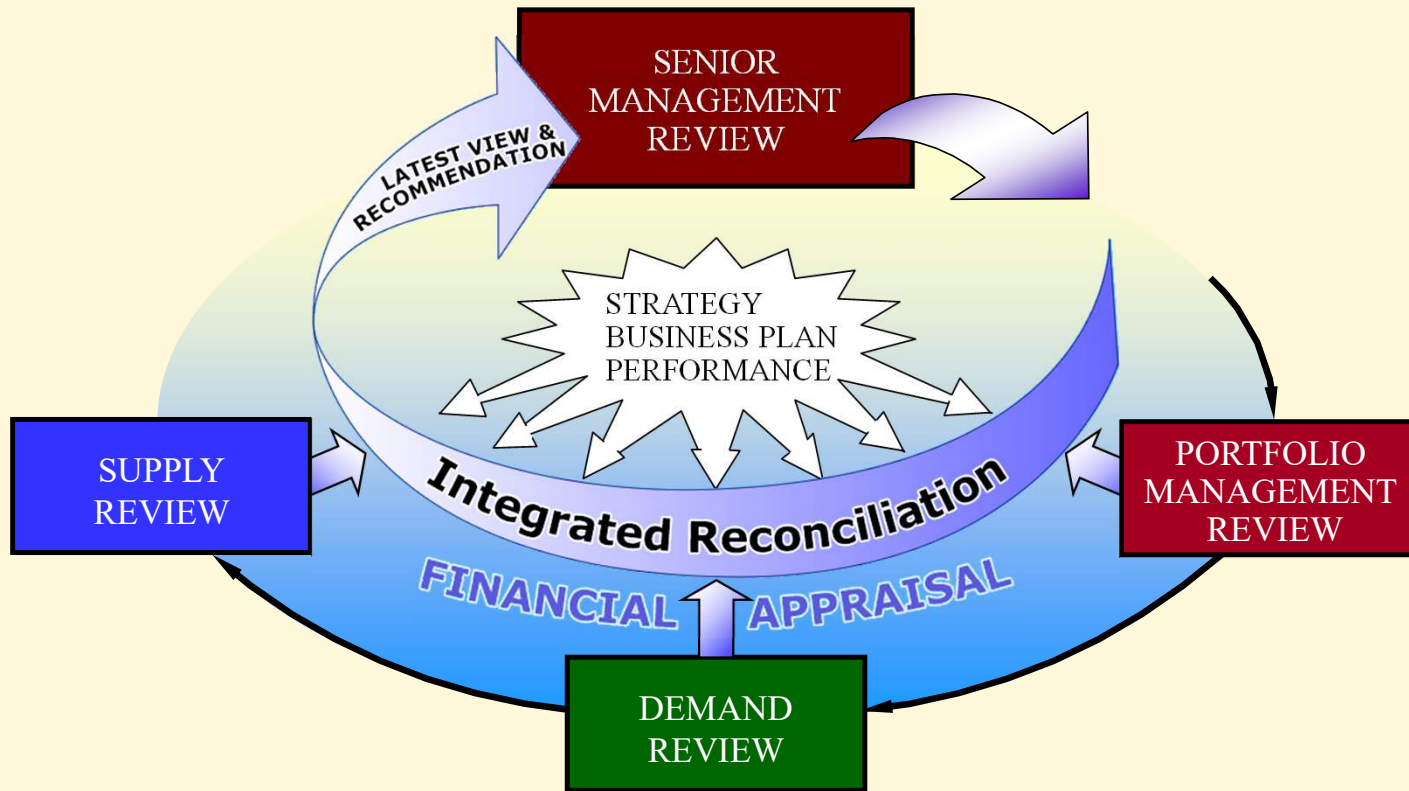 SENIOR
MANAGEMENT
REVIEW
LATEST VIEW &
RECOMMENDATION
STRATEGY
BUSINESS PLAN
PERFORMANCE
SUPPLY
REVIEW
PORTFOLIO
MANAGEMENT
REVIEW
Integrated Reconciliation
FINANCIAL APPRAISAL
DEMAND
REVIEW